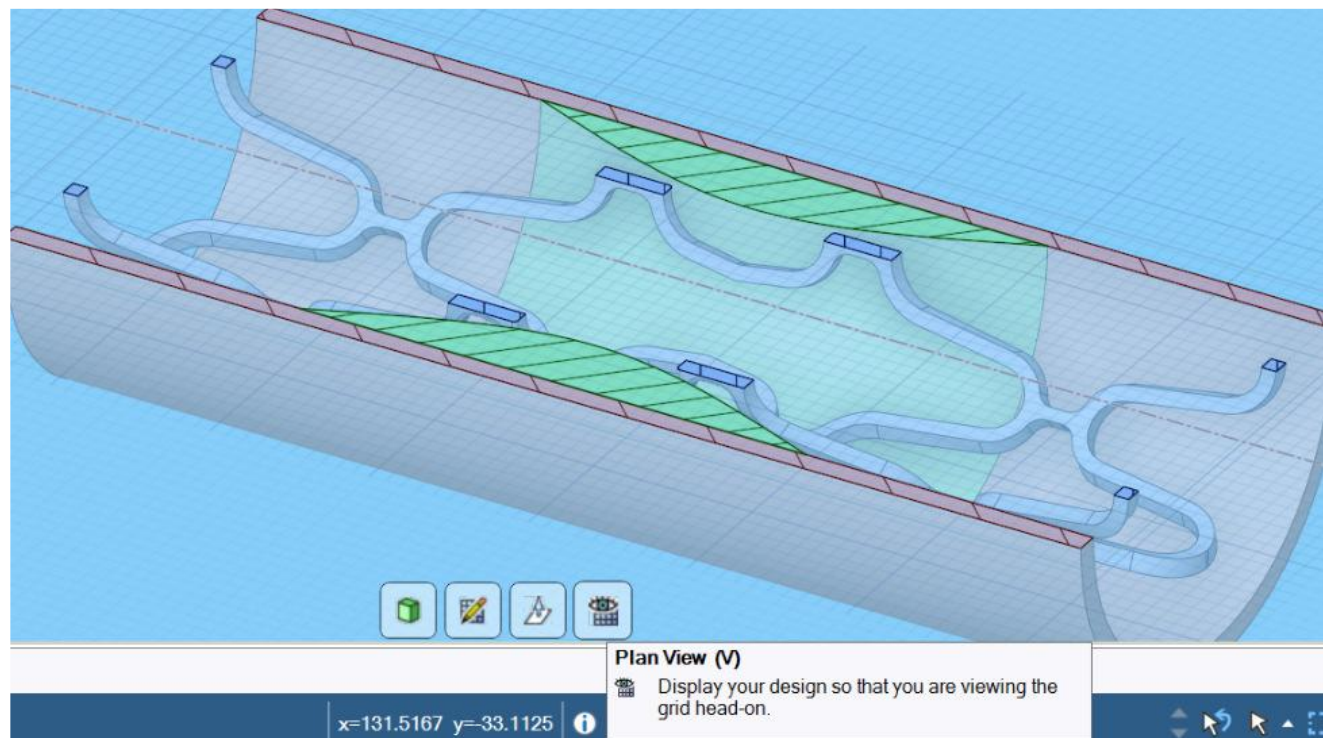 Plan View (V)
Display your design so that you are viewing the
grid head-on.
x=131.5167 y=-33.1125